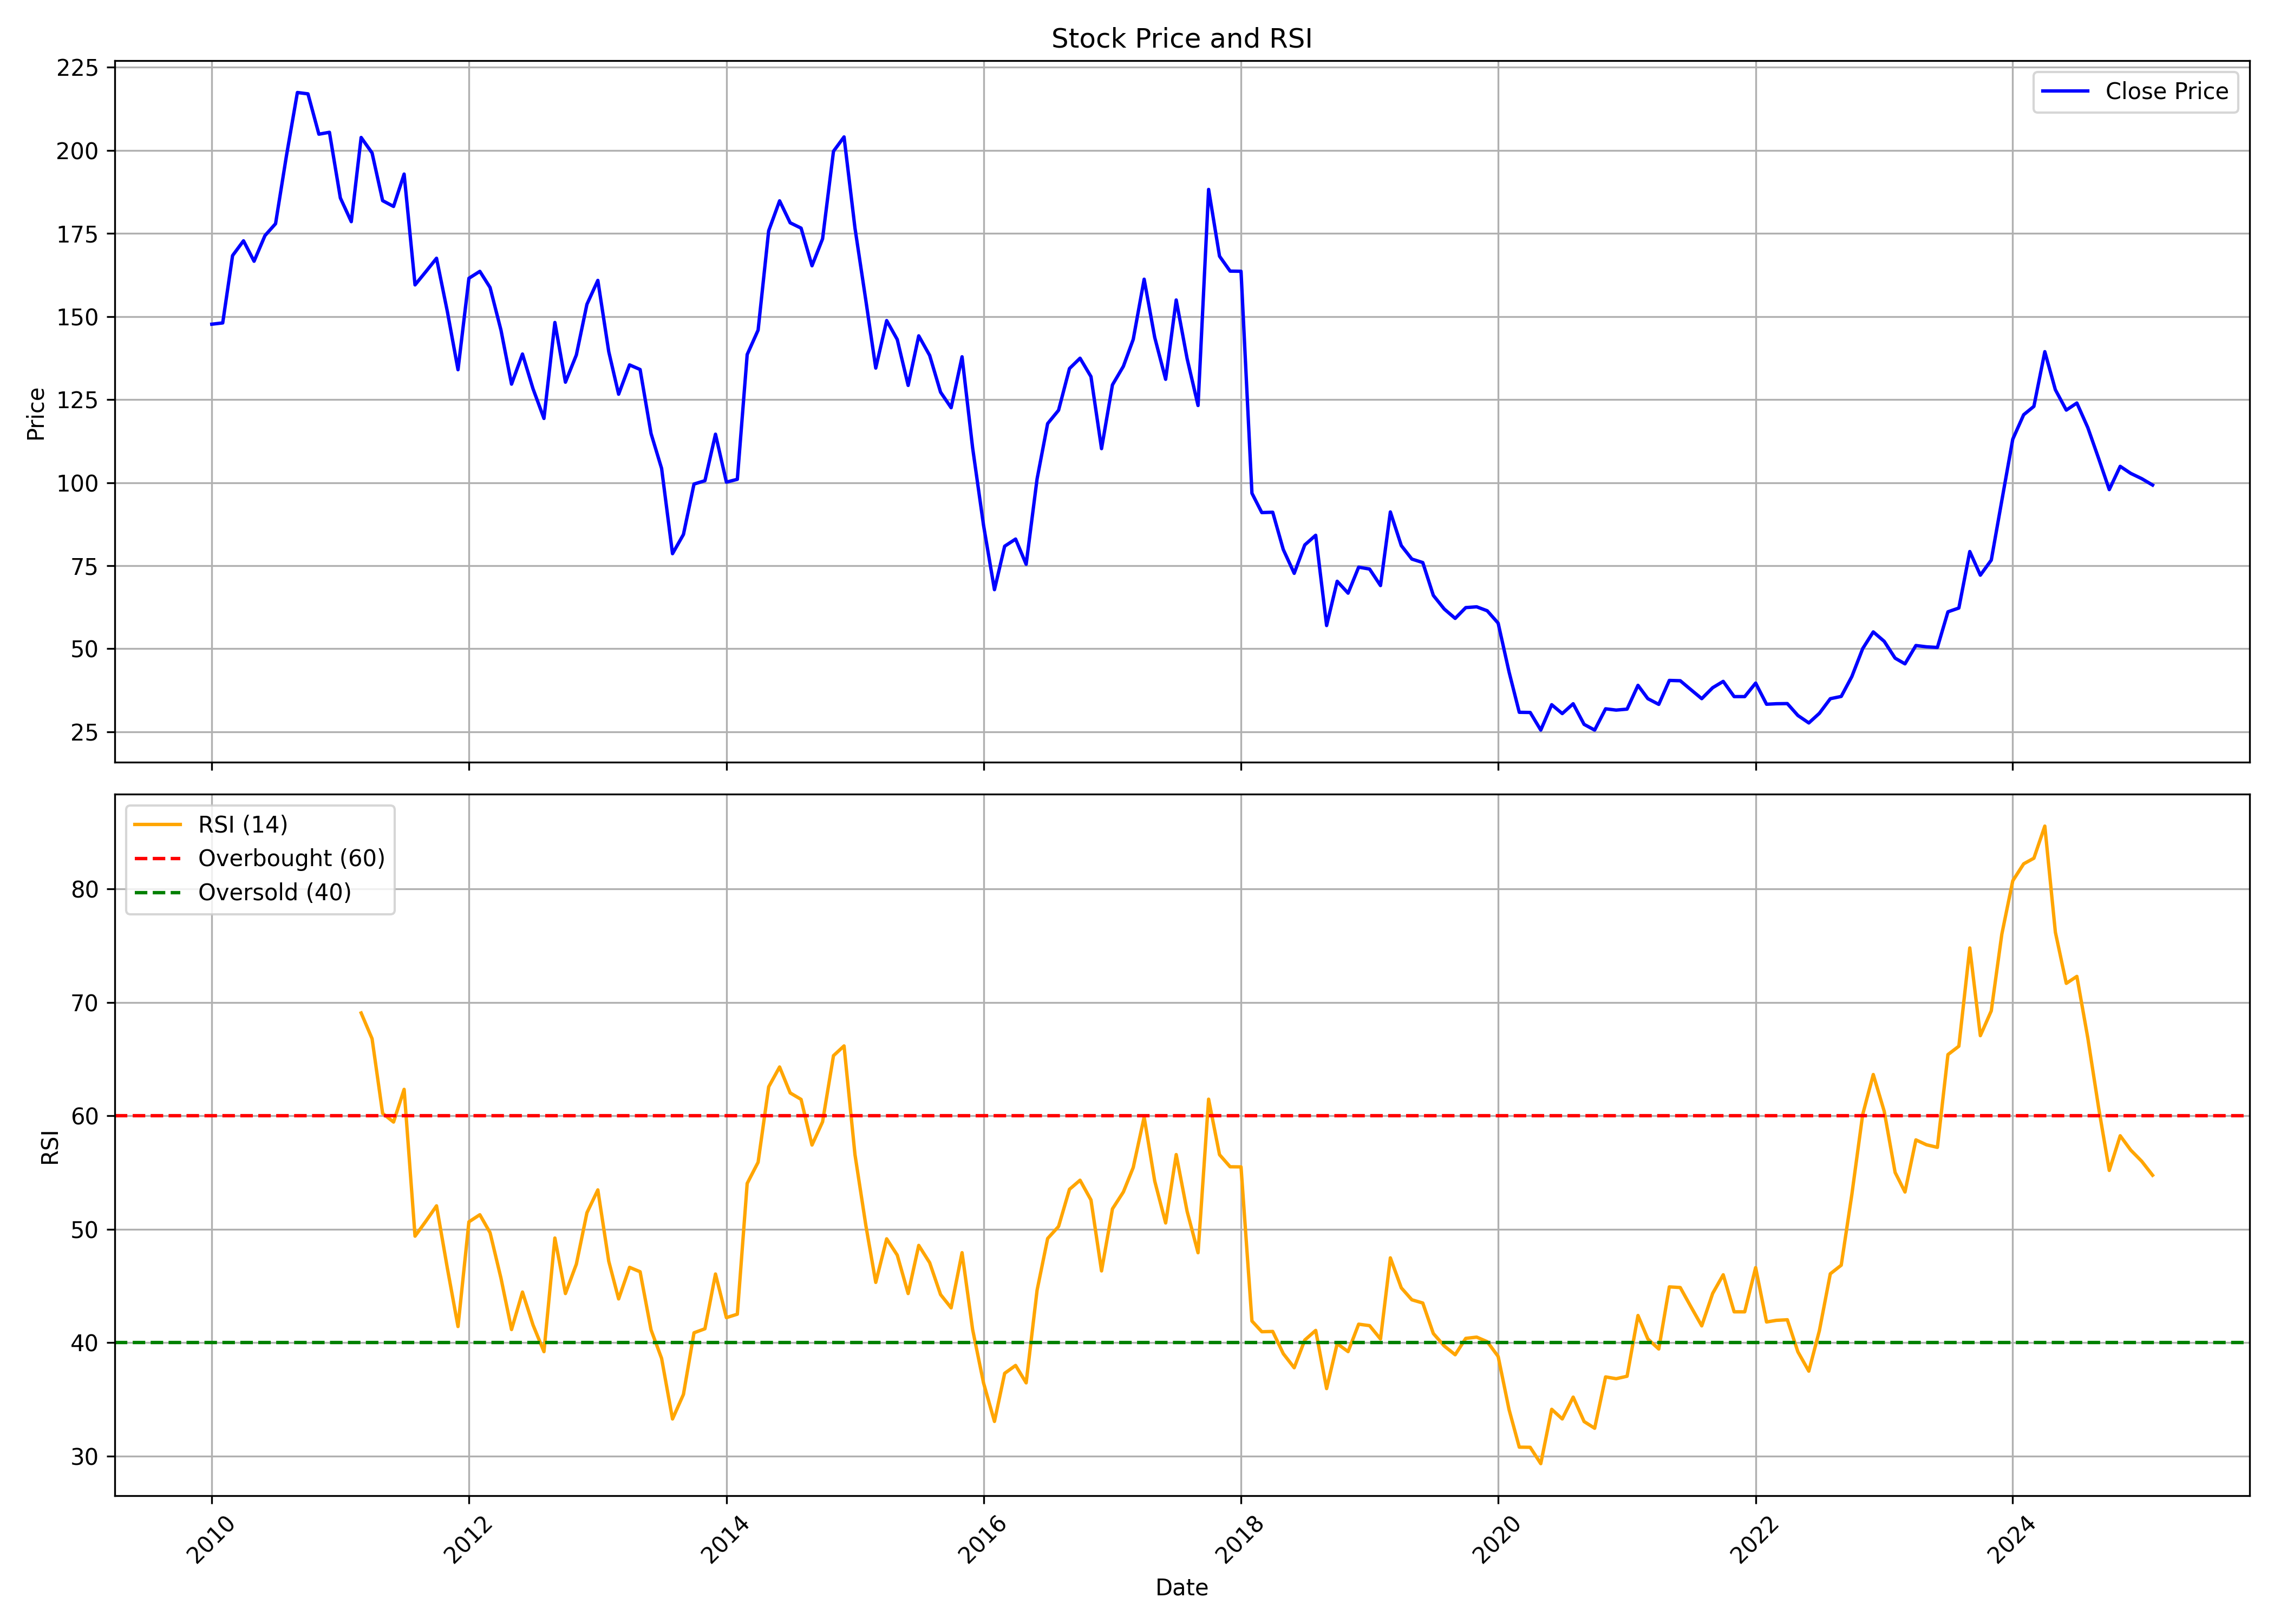 Stock Price and RSI
225
200
175
150
125
100
75
50
25
Price
Close Price
80
70
60
50
40
30
RSI
RSI (14)
Overbought (60)
Oversold (40)
2010
2012
2014
2016
2018
2020
2022
2024
Date